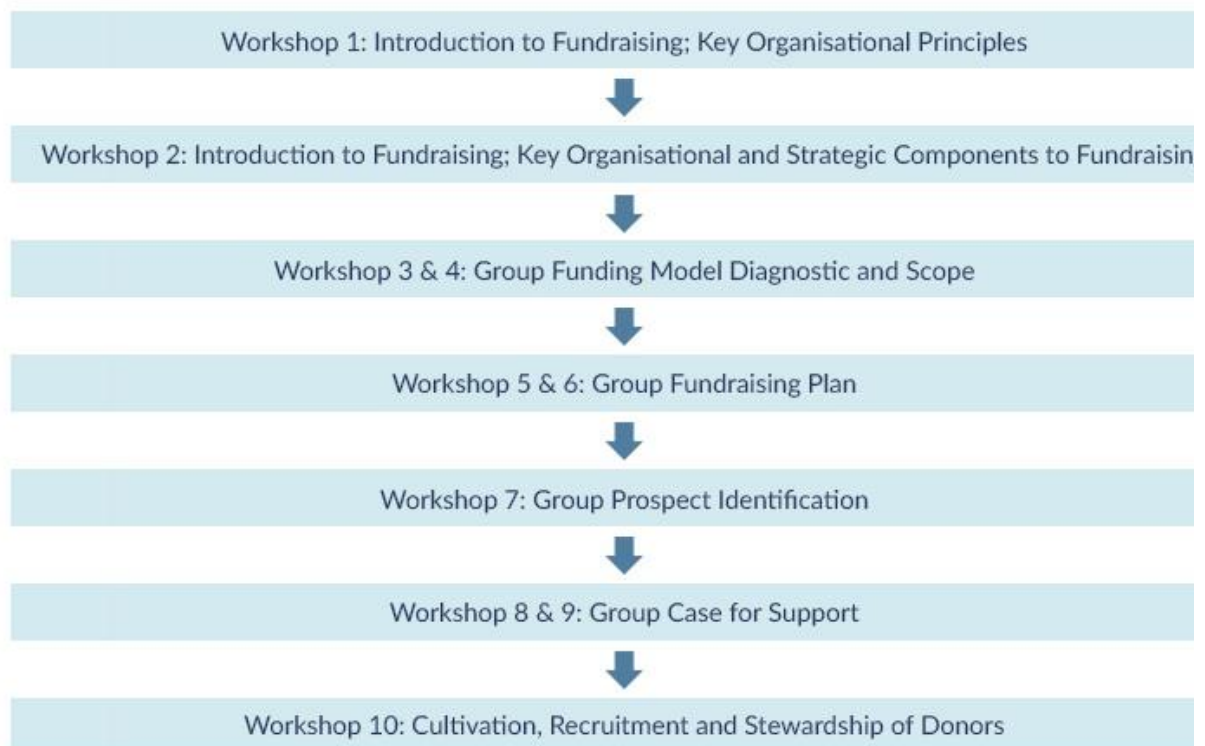 Workshop 1: Introduction to Fundraising; Key Organisational Principles
Workshop 2: Introduction to Fundraising; Key Organisational and Strategic Components to Fundraisin
Workshop 3 & 4: Group Funding Model Diagnostic and Scope
Workshop 5 & 6: Group Fundraising Plan
Workshop 7: Group Prospect Identification
Workshop 8 & 9: Group Case for Support
Workshop 10: Cultivation, Recruitment and Stewardship of Donors